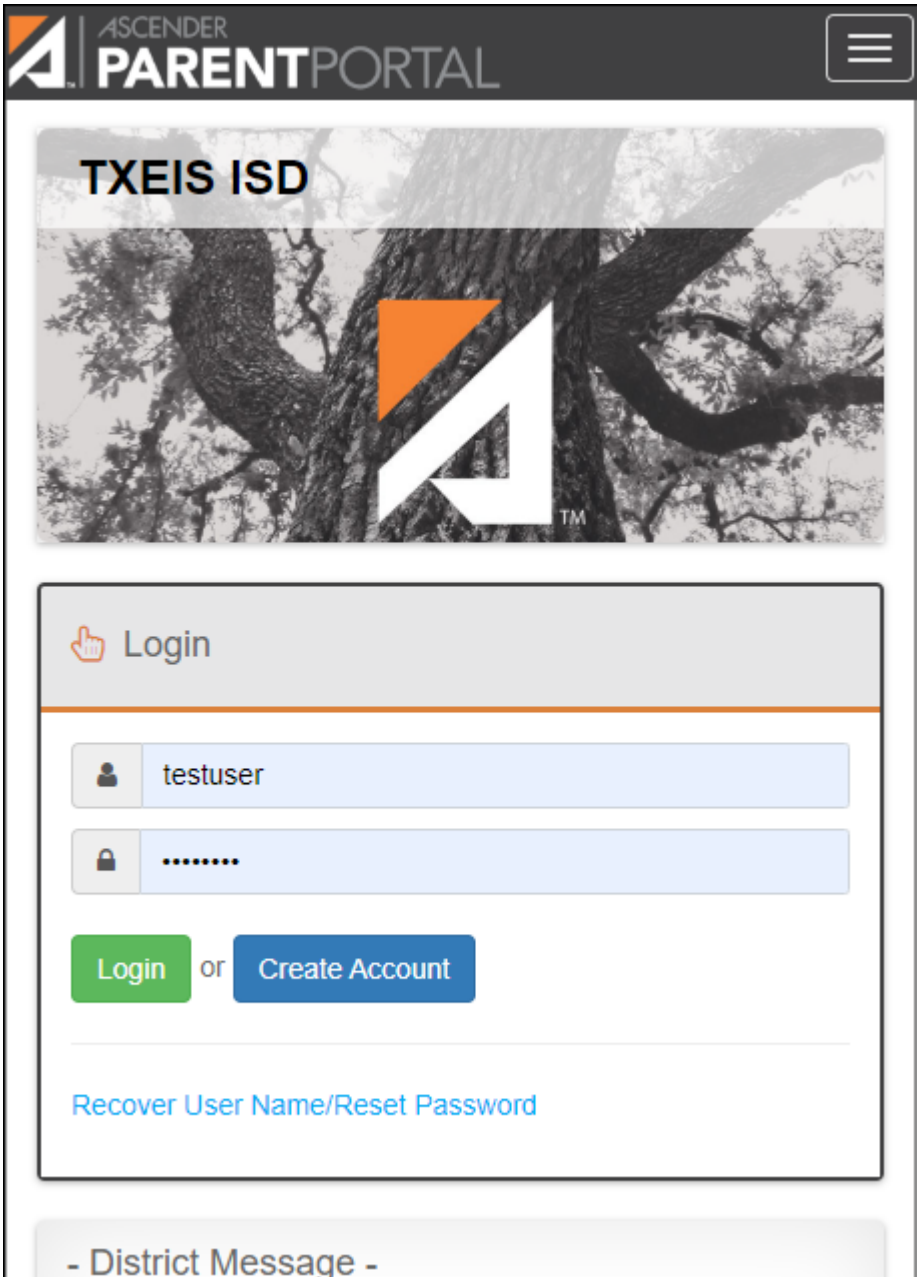 ASCENDER
PARENTPORTAL
TXEIS ISD
TM
Login
testuser
••••••••
Login or Create Account
Recover User Name/Reset Password
- District Message -